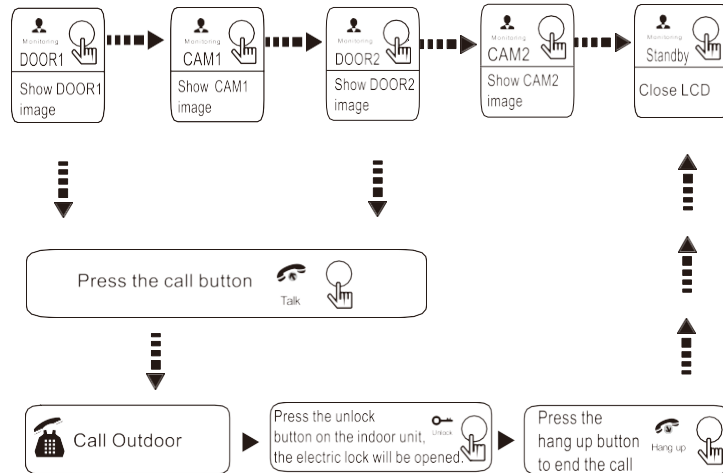 Monitoring
DOOR1
Show DOOR1
image
Monitoring
CAM1
Show CAM1
image
Monitoring
DOOR2
Show DOOR2
image
Monitoring
CAM2
Show CAM2
image
Monitoring
Standby
Close LCD
Press the call button
Talk
Call Outdoor
Press the unlock
button on the indoor unit,
the electric lock will be opened.
Unlock
Press the
hang up button
to end the call
Hang up